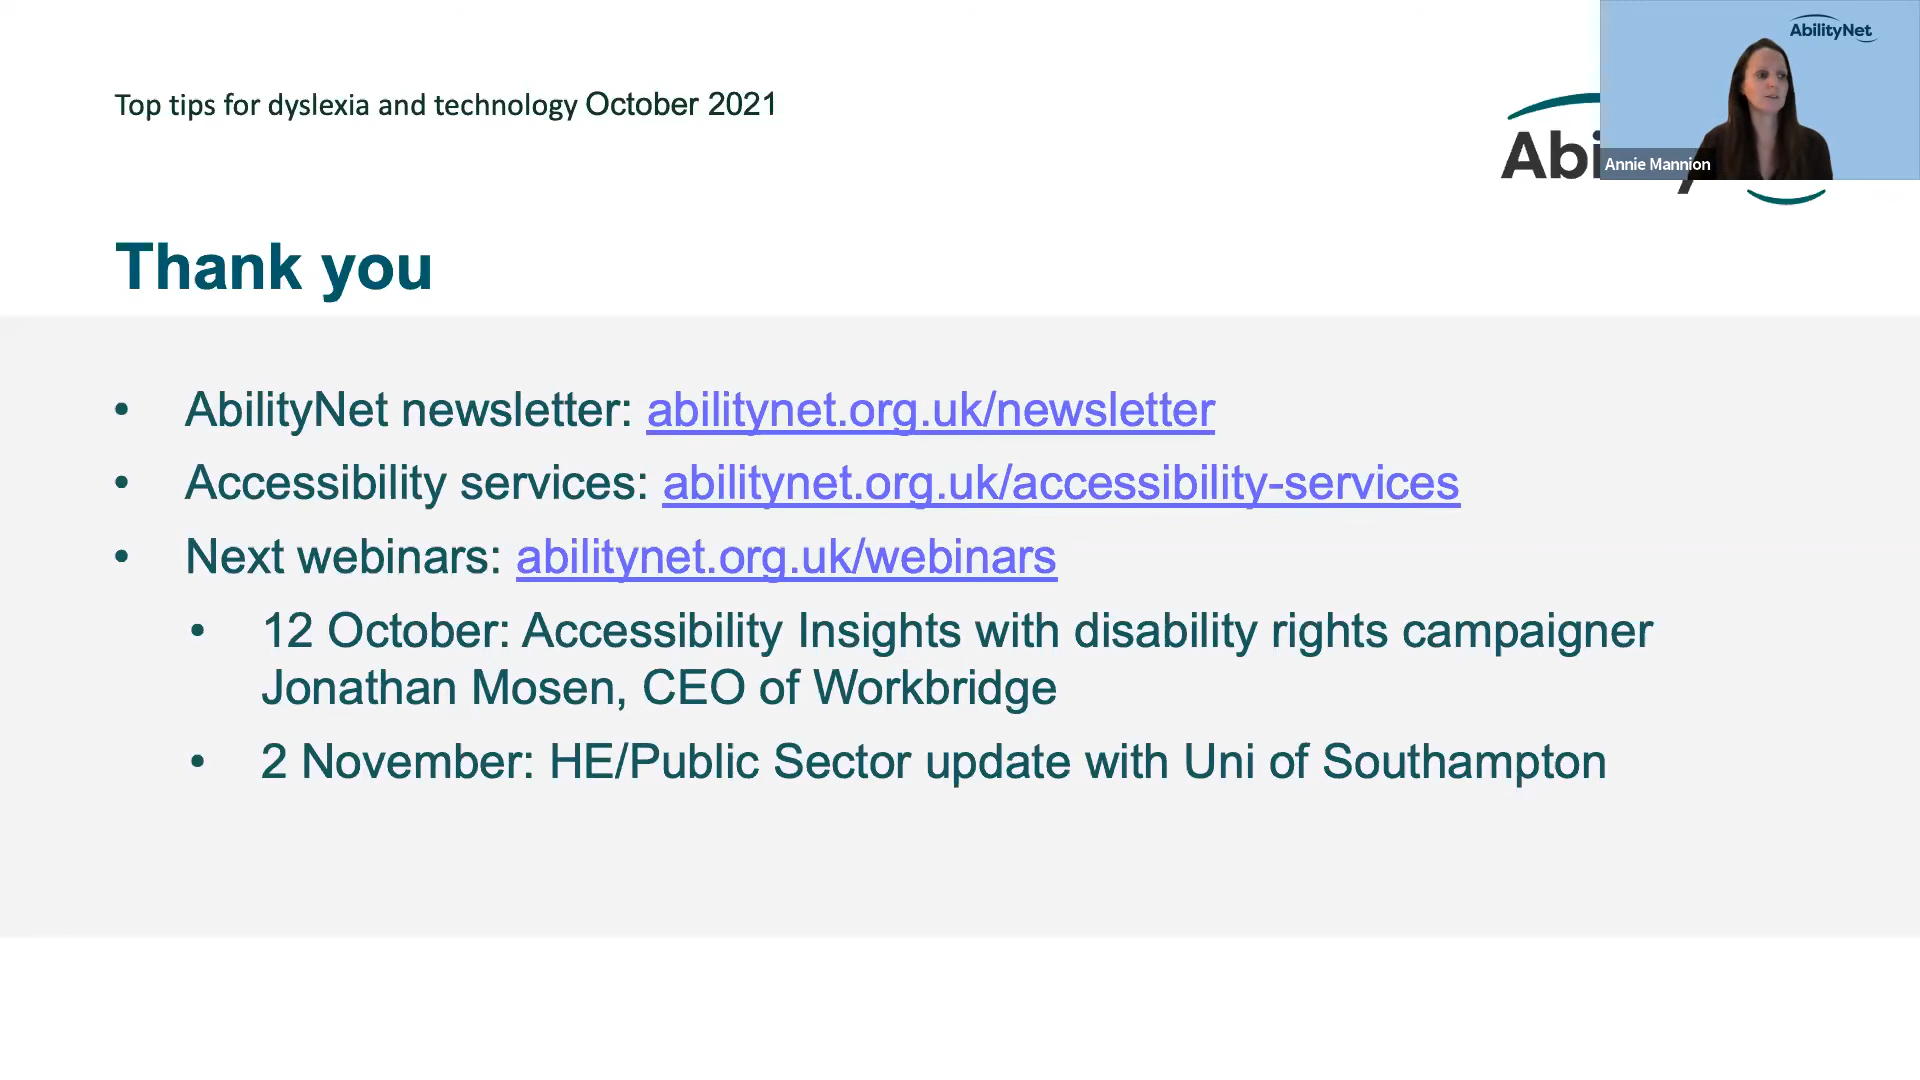 AbilityNet
Top tips for dyslexia and technology October 2021
Annie Mannion
Thank you
• AbilityNet newsletter: abilitynet.org.uk/newsletter
• Accessibility services: abilitynet.org.uk/accessibility-services
• Next webinars: abilitynet.org.uk/webinars
• 12 October: Accessibility Insights with disability rights campaigner
Jonathan Mosen, CEO of Workbridge
• 2 November: HE/Public Sector update with Uni of Southampton